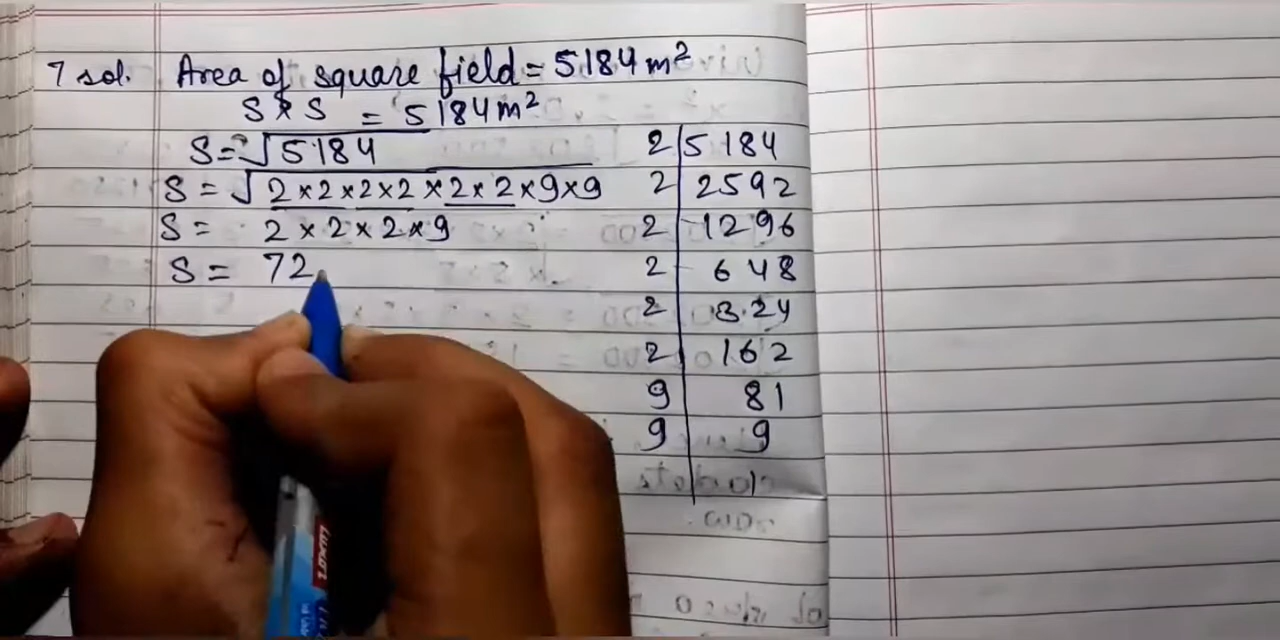 7 sol. Area of square field = 5184 m²
S × S = 5184 m²
S = √5184
S = √2×2×2×2×2×2×9×9
S = 2×2×2×9
S = 72
2 | 5184
2 | 2592
2 | 1296
2 | 648
2 | 324
2 | 162
9 | 81
9 | 9
LUXOR